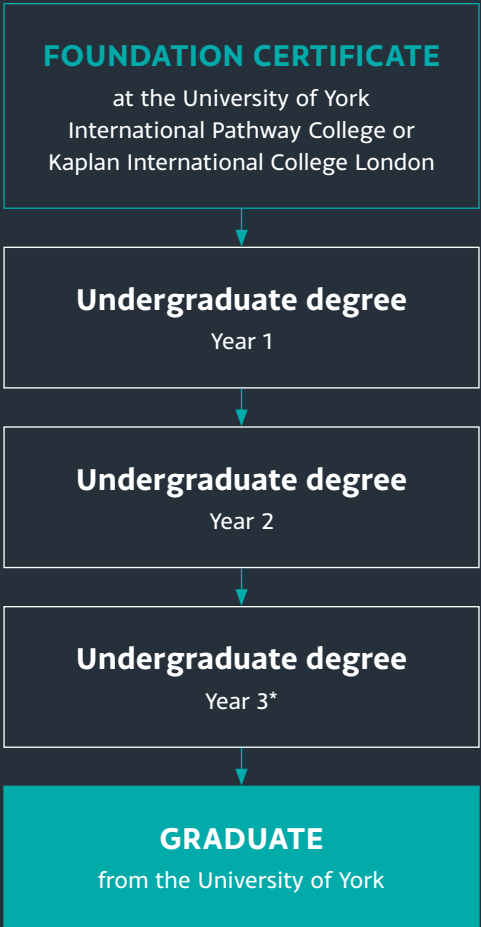 FOUNDATION CERTIFICATE
at the University of York
International Pathway College or
Kaplan International College London
Undergraduate degree
Year 1
Undergraduate degree
Year 2
Undergraduate degree
Year 3*
GRADUATE
from the University of York